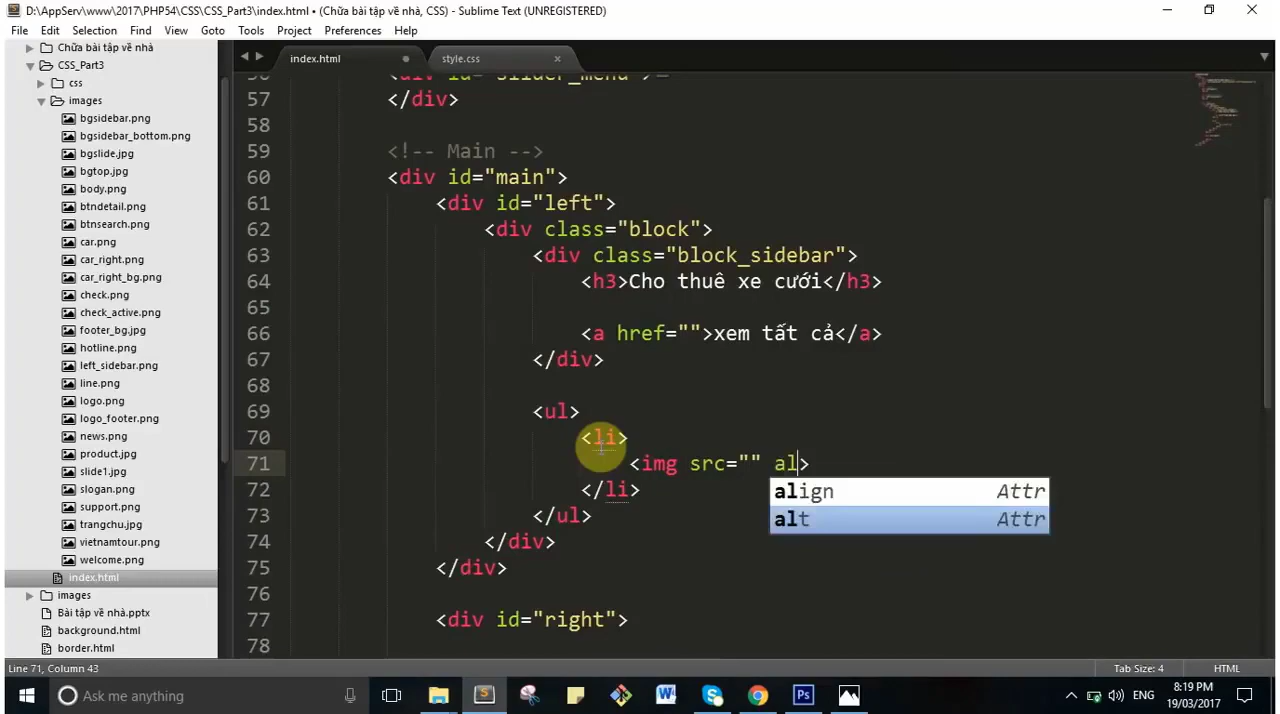 D:\AppServ\www\2017\PHP54\CSS\CSS_Part3\index.html • (Chữa bài tập về nhà, CSS) - Sublime Text (UNREGISTERED)
File Edit Selection Find View Goto Tools Project Preferences Help
Chữa bài tập về nhà
CSS_Part3
css
images
bgsidebar.png
bgsidebar_bottom.png
bgslide.jpg
bgtop.jpg
body.png
btndetail.png
btnsearch.png
car.png
car_right.png
car_right_bg.png
check.png
check_active.png
footer_bg.jpg
hotline.png
left_sidebar.png
line.png
logo.png
logo_footer.png
news.png
product.jpg
slide1.jpg
slogan.png
support.png
trangchu.jpg
vietnamtour.png
welcome.png
index.html
images
Bài tập về nhà.pptx
background.html
border.html
index.html
style.css
56 <div id="slider_menu">
57 </div>
58
59 <!-- Main -->
60 <div id="main">
61 <div id="left">
62 <div class="block">
63 <div class="block_sidebar">
64 <h3>Cho thuê xe cưới</h3>
65
66 <a href="">xem tất cả</a>
67 </div>
68
69 <ul>
70 <li>
71 <img src="" al>
align Attr
72 </li>
alt Attr
73 </ul>
74 </div>
75 </div>
76
77 <div id="right">
78
Line 71, Column 43
Tab Size: 4
HTML
Ask me anything
ENG
8:19 PM
19/03/2017